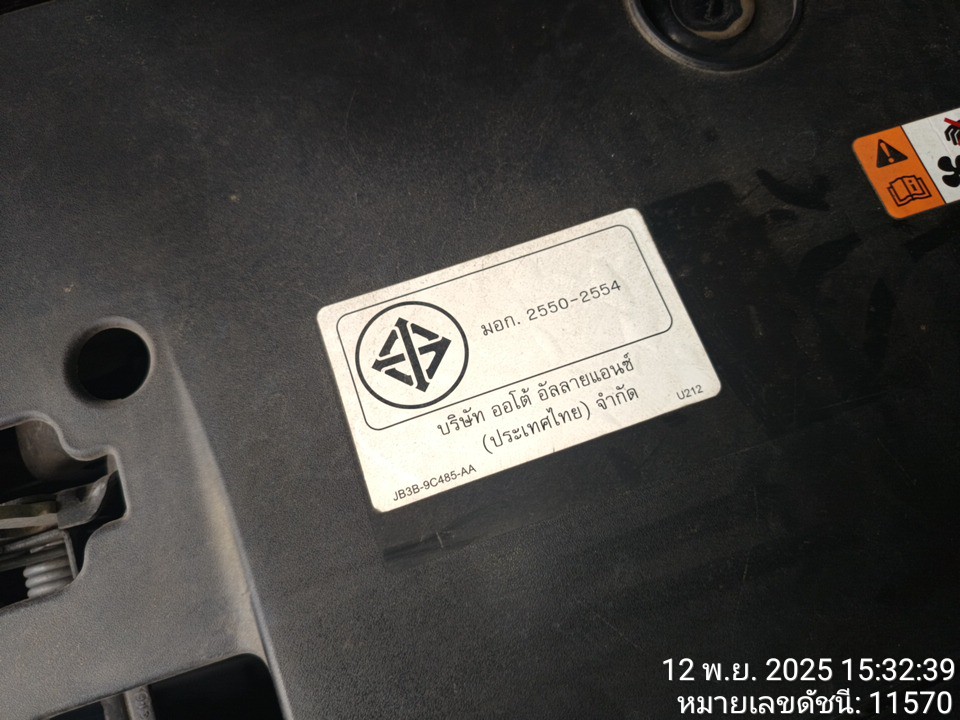 มอก. 2550-2554
บริษัท ออโต้ อัลลายแอนซ์
(ประเทศไทย) จำกัด
U212
JB3B-9C485-AA
12 พ.ย. 2025 15:32:39
หมายเลขดัชนี: 11570